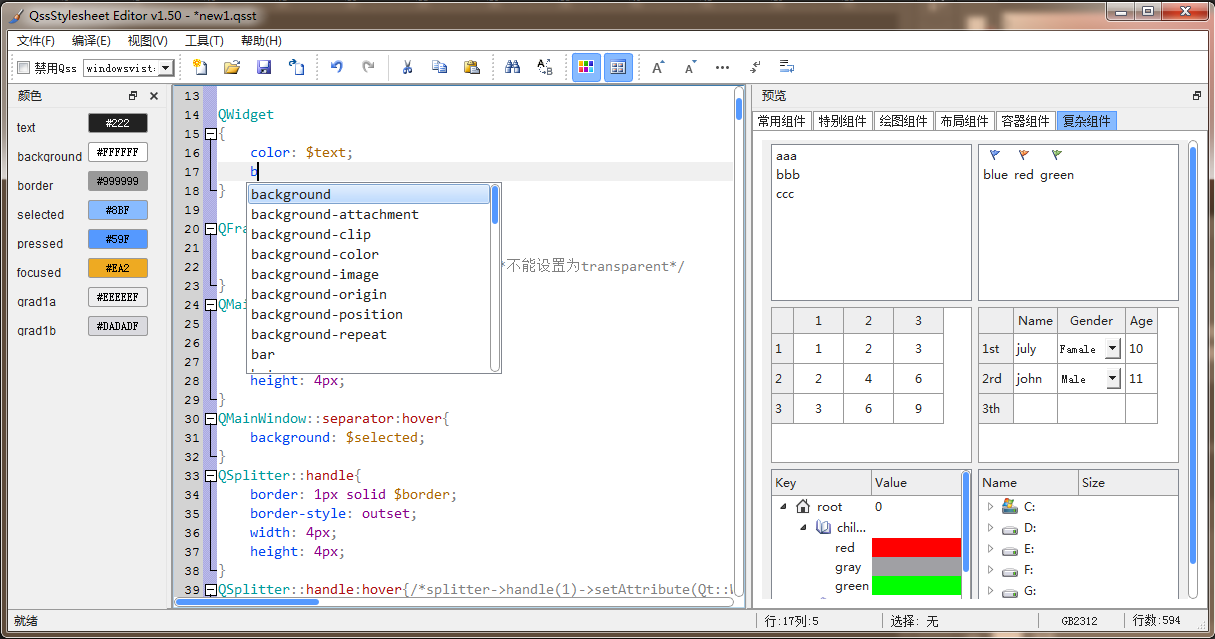 QssStylesheet Editor v1.50 - *new1.qsst
文件(F) 编译(E) 视图(V) 工具(T) 帮助(H)
禁用Qss windowsvist:
颜色
text #222
background #FFFFFF
border #999999
selected #8BF
pressed #59F
focused #EA2
grad1a #EEEEEF
grad1b #DADADF
13
14 QWidget
15 {
16 color: $text;
17 b
18 }
19
20 QFra
21
22 *不能设置为transparent*/
23 }
24 QMai
25
26
27
28 height: 4px;
29 }
30 QMainWindow::separator:hover{
31 background: $selected;
32 }
33 QSplitter::handle{
34 border: 1px solid $border;
35 border-style: outset;
36 width: 4px;
37 height: 4px;
38 }
39 QSplitter::handle:hover{/*splitter->handle(1)->setAttribute(Qt::W
background
background-attachment
background-clip
background-color
background-image
background-origin
background-position
background-repeat
bar
预览
常用组件 特别组件 绘图组件 布局组件 容器组件 复杂组件
aaa
bbb
ccc
blue red green
1 2 3
1 1 2 3
2 2 4 6
3 3 6 9
Name Gender Age
1st july Famale 10
2rd john Male 11
3th
Key Value
root 0
chil...
red
gray
green
Name Size
C:
D:
E:
F:
G:
就绪 行:17列:5 选择: 无 GB2312 行数:594